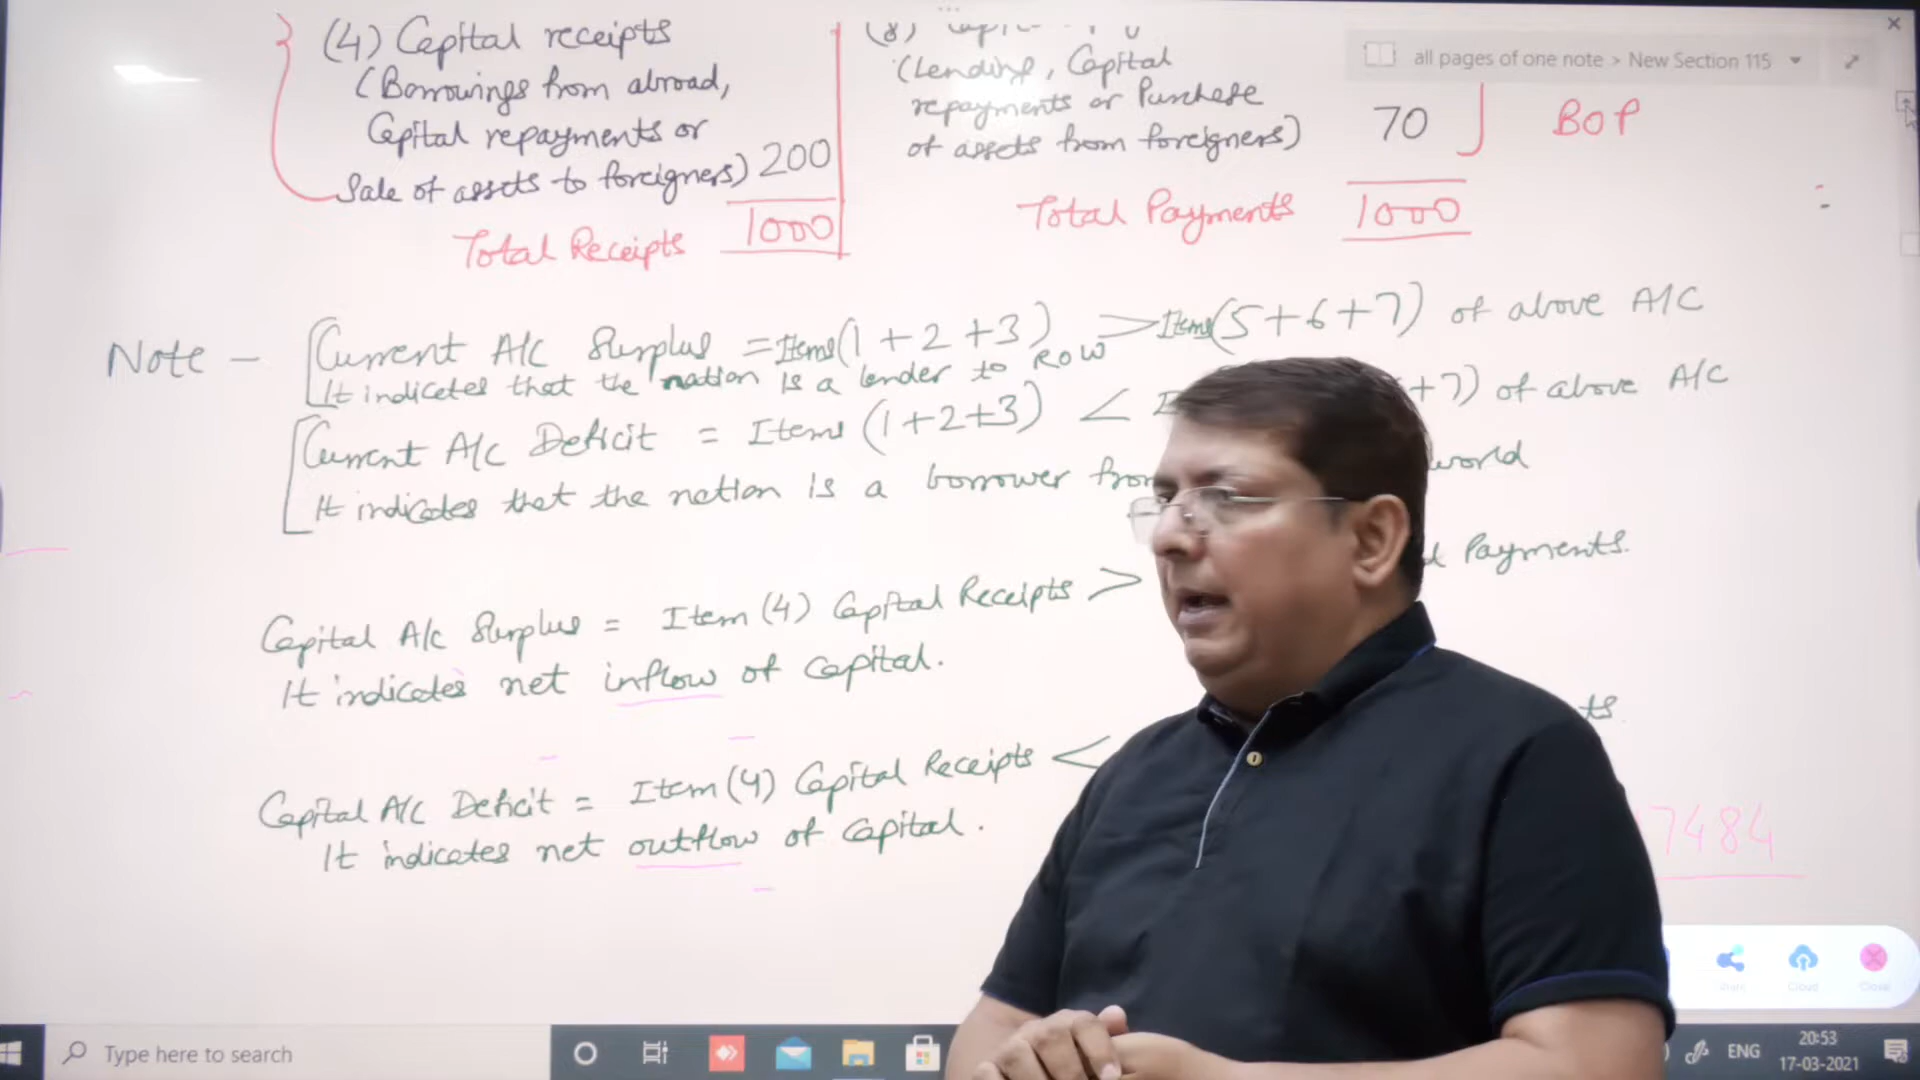 (4) Capital receipts
(Borrowings from abroad,
Capital repayments or
Sale of assets to foreigners) 200
Total Receipts 1000
(8)
(Lending, Capital
repayments or Purchase
of assets from foreigners) 70
BOP
Total Payments 1000
all pages of one note > New Section 115
Note - Current A/C Surplus = Items (1+2+3) > Items (5+6+7) of above A/C
It indicates that the nation is a lender to ROW
Current A/C Deficit = Items (1+2+3) < +7) of above A/C
It indicates that the nation is a borrower from world
Capital A/c Surplus = Item (4) Capital Receipts > Payments.
It indicates net inflow of capital.
Capital A/C Deficit = Item (4) Capital Receipts <
It indicates net outflow of capital.
7484
Share Cloud Close
Type here to search
ENG
20:53
17-03-2021